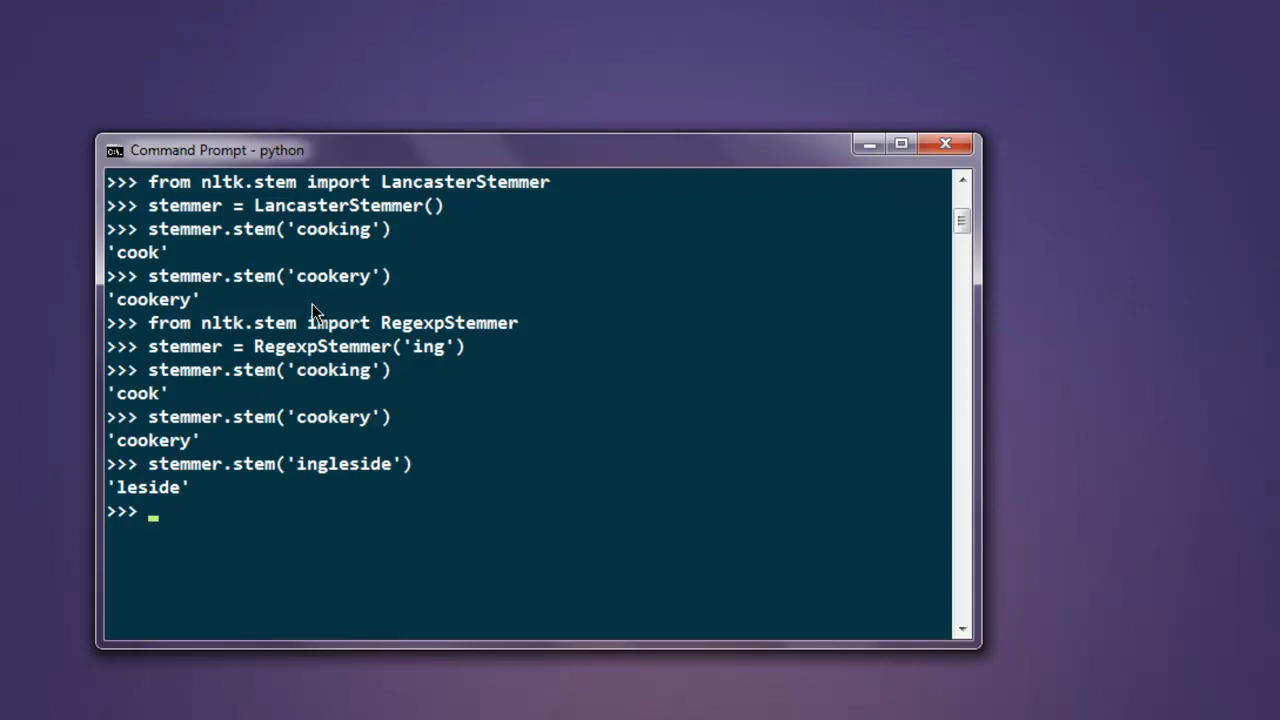 Command Prompt - python
>>> from nltk.stem import LancasterStemmer
>>> stemmer = LancasterStemmer()
>>> stemmer.stem('cooking')
'cook'
>>> stemmer.stem('cookery')
'cookery'
>>> from nltk.stem import RegexpStemmer
>>> stemmer = RegexpStemmer('ing')
>>> stemmer.stem('cooking')
'cook'
>>> stemmer.stem('cookery')
'cookery'
>>> stemmer.stem('ingleside')
'leside'
>>>